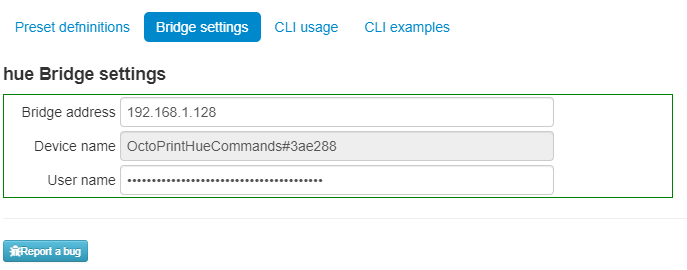 Preset defninitions Bridge settings CLI usage CLI examples
hue Bridge settings
Bridge address 192.168.1.128
Device name OctoPrintHueCommands#3ae288
User name ••••••••••••••••••••••••••••••••••••••••
Report a bug